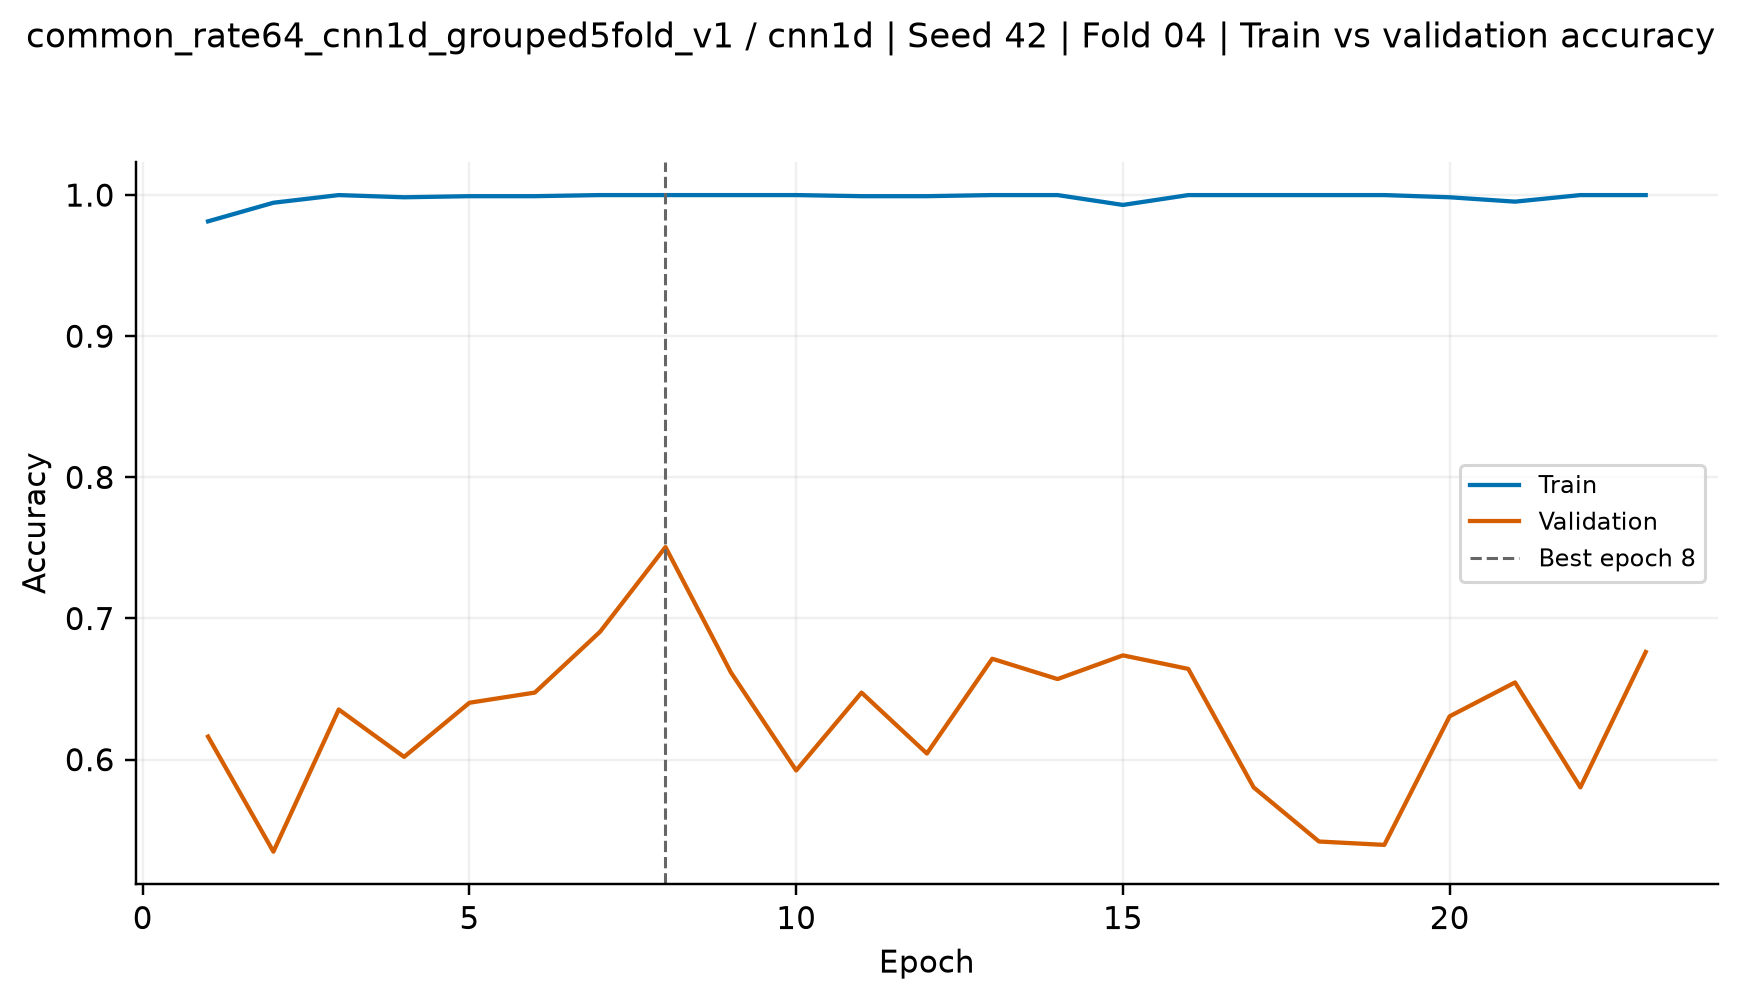 common_rate64_cnn1d_grouped5fold_v1 / cnn1d | Seed 42 | Fold 04 | Train vs validation accuracy
1.0
0.9
0.8
0.7
0.6
Accuracy
Train
Validation
Best epoch 8
0 5 10 15 20
Epoch